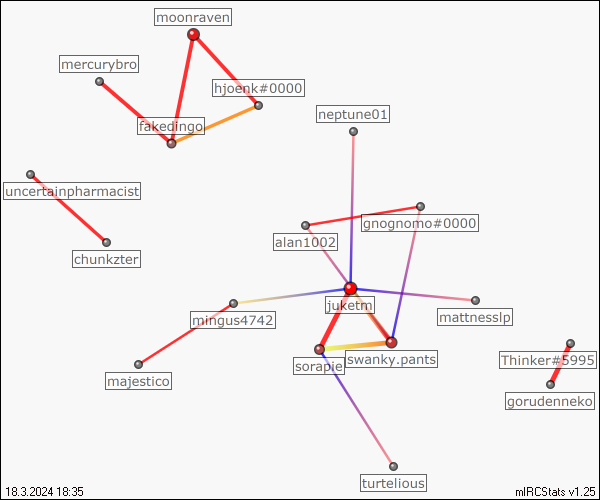 moonraven
mercurybro
hjoenk#0000
neptune01
fakedingo
uncertainpharmacist
gnognomo#0000
alan1002
chunkzter
juketm
mingus4742
mattnesslp
swanky.pants
Thinker#5995
sorapie
majestico
gorudenneko
turtelious
18.3.2024 18:35
mIRCStats v1.25